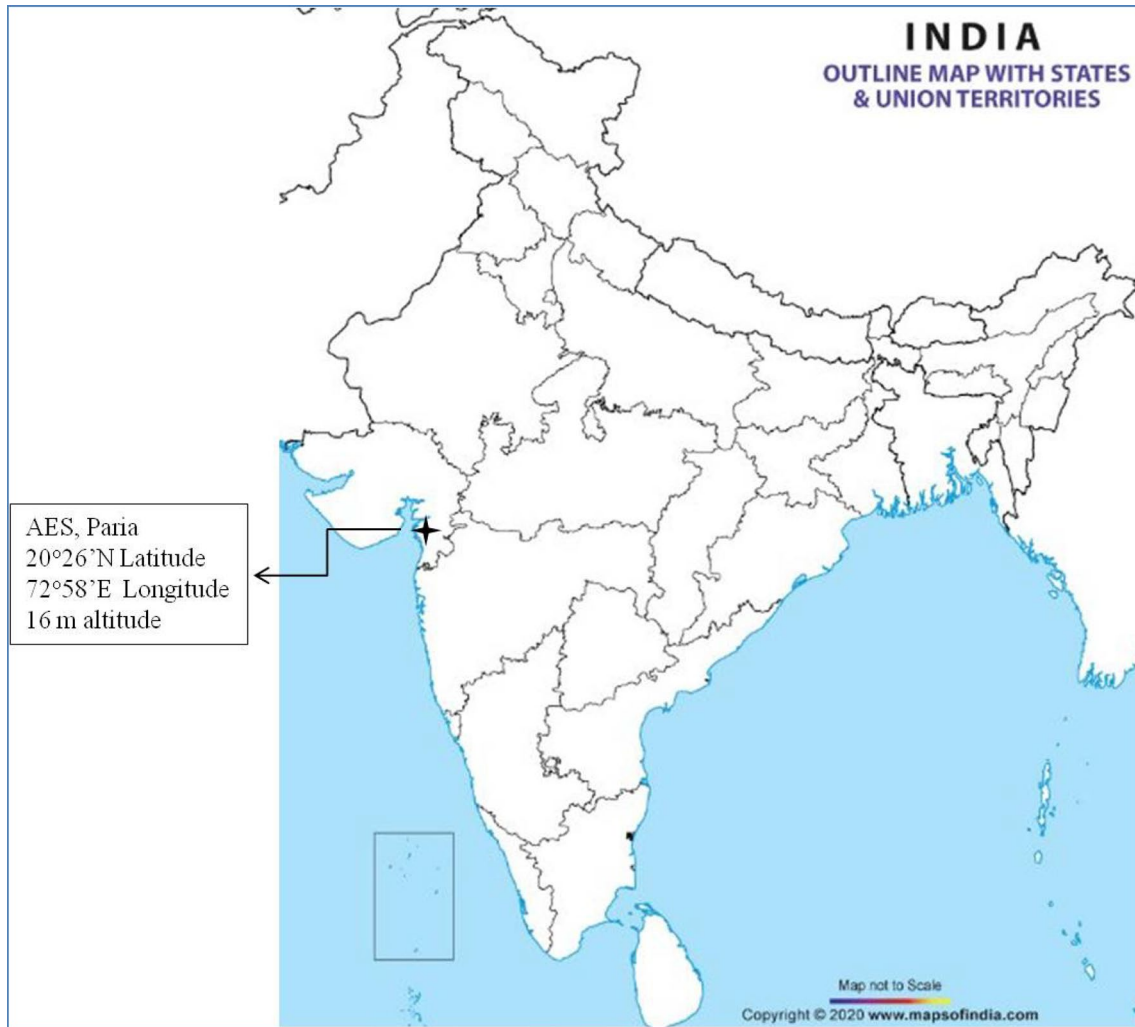 INDIA
OUTLINE MAP WITH STATES
& UNION TERRITORIES
AES, Paria
20°26’N Latitude
72°58’E Longitude
16 m altitude
Map not to Scale
Copyright © 2020 www.mapsofindia.com